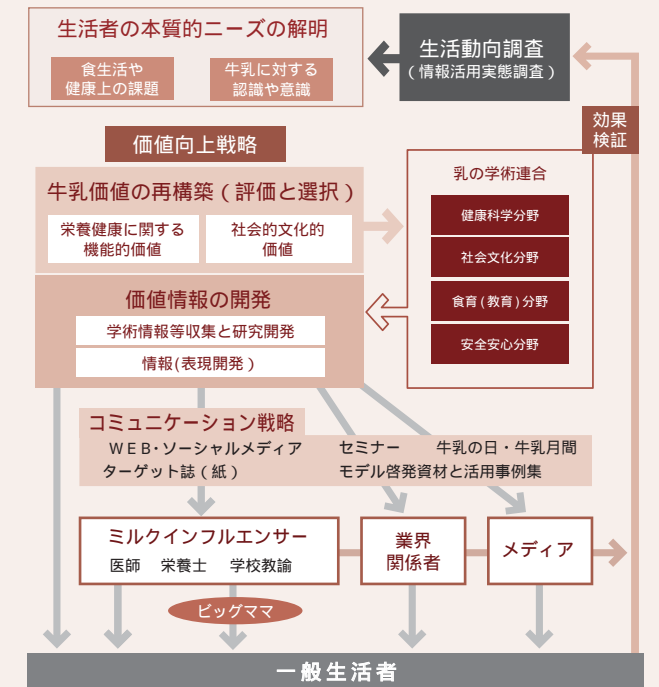 生活者の本質的ニーズの解明
食生活や
健康上の課題
牛乳に対する
認識や意識
生活動向調査
(情報活用実態調査)
効果
検証
価値向上戦略
牛乳価値の再構築(評価と選択)
栄養健康に関する
機能的価値
社会的文化的
価値
乳の学術連合
健康科学分野
社会文化分野
食育(教育)分野
安全安心分野
価値情報の開発
学術情報等収集と研究開発
情報(表現開発)
コミュニケーション戦略
WEB・ソーシャルメディア
ターゲット誌(紙)
セミナー 牛乳の日・牛乳月間
モデル啓発資材と活用事例集
ミルクインフルエンサー
医師 栄養士 学校教諭
業界
関係者
メディア
ビッグママ
一般生活者